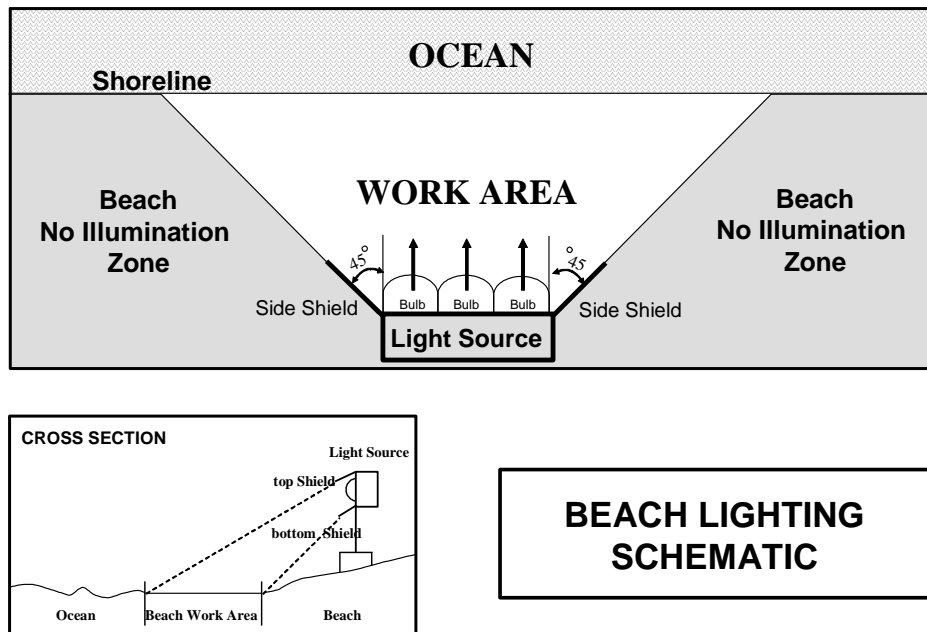 OCEAN
Shoreline
WORK AREA
Beach
No Illumination
Zone
Beach
No Illumination
Zone
45°
°45
Side Shield
Bulb
Bulb
Bulb
Side Shield
Light Source
CROSS SECTION
Light Source
top Shield
bottom Shield
Ocean
Beach Work Area
Beach
BEACH LIGHTING
SCHEMATIC